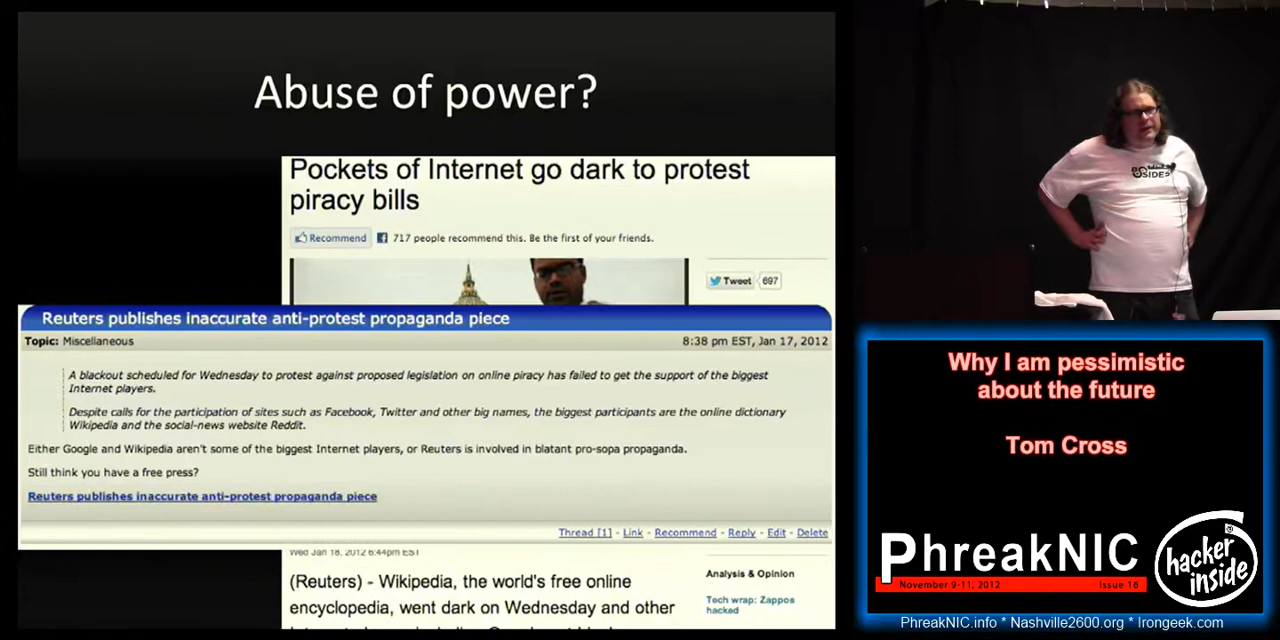 Abuse of power?
Pockets of Internet go dark to protest
piracy bills
Recommend 717 people recommend this. Be the first of your friends.
Tweet 697
Reuters publishes inaccurate anti-protest propaganda piece
Topic: Miscellaneous 8:38 pm EST, Jan 17, 2012
A blackout scheduled for Wednesday to protest against proposed legislation on online piracy has failed to get the support of the biggest
Internet players.
Despite calls for the participation of sites such as Facebook, Twitter and other big names, the biggest participants are the online dictionary
Wikipedia and the social-news website Reddit.
Either Google and Wikipedia aren't some of the biggest Internet players, or Reuters is involved in blatant pro-sopa propaganda.
Still think you have a free press?
Reuters publishes inaccurate anti-protest propaganda piece
Thread [1] - Link - Recommend - Reply - Edit - Delete
Wed Jan 18, 2012 6:44pm EST
(Reuters) - Wikipedia, the world's free online
encyclopedia, went dark on Wednesday and other
Analysis & Opinion
Tech wrap: Zappos
hacked
SIDES
Why I am pessimistic
about the future
Tom Cross
PhreakNIC
November 9-11, 2012 Issue 16
hacker
inside
PhreakNIC.info * Nashville2600.org * Irongeek.com